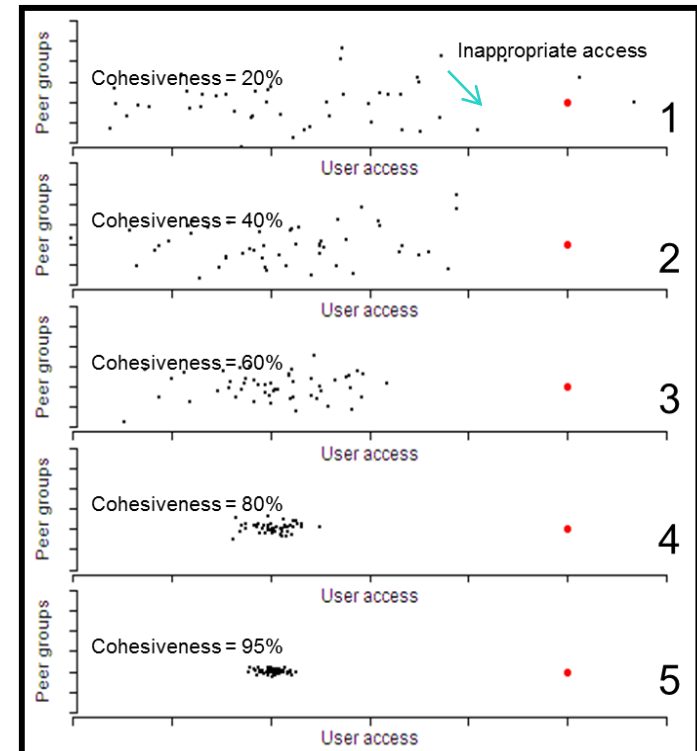 Peer groups
Inappropriate access
Cohesiveness = 20%
1
User access
Peer groups
Cohesiveness = 40%
2
User access
Peer groups
Cohesiveness = 60%
3
User access
Peer groups
Cohesiveness = 80%
4
User access
Peer groups
Cohesiveness = 95%
5
User access